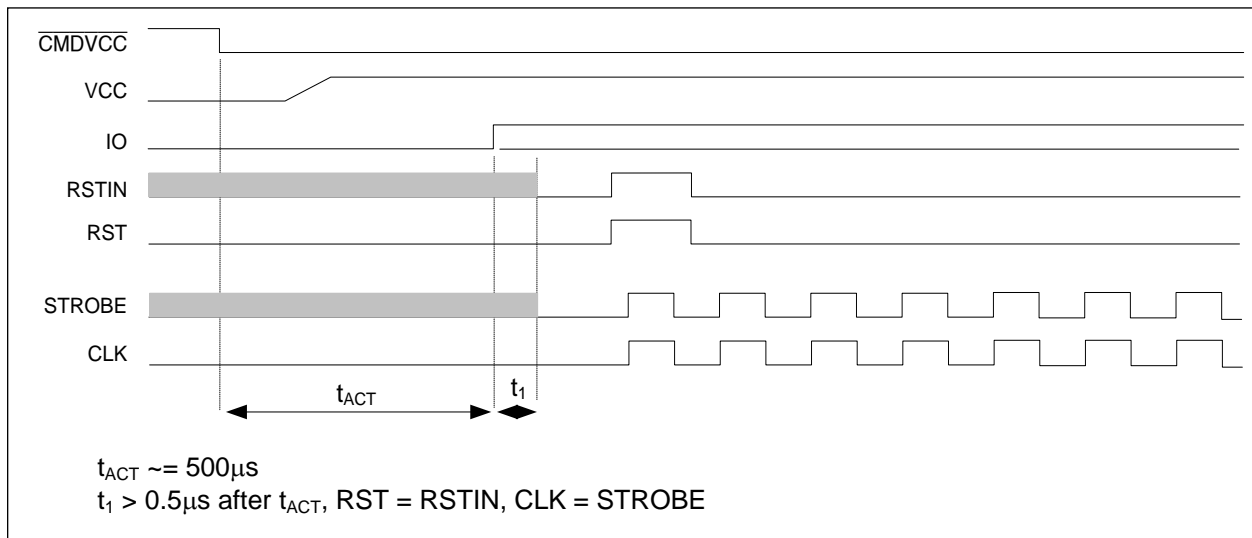 CMDVCC
VCC
IO
RSTIN
RST
STROBE
CLK
tACT
t1
tACT ~= 500μs
t1 > 0.5μs after tACT, RST = RSTIN, CLK = STROBE